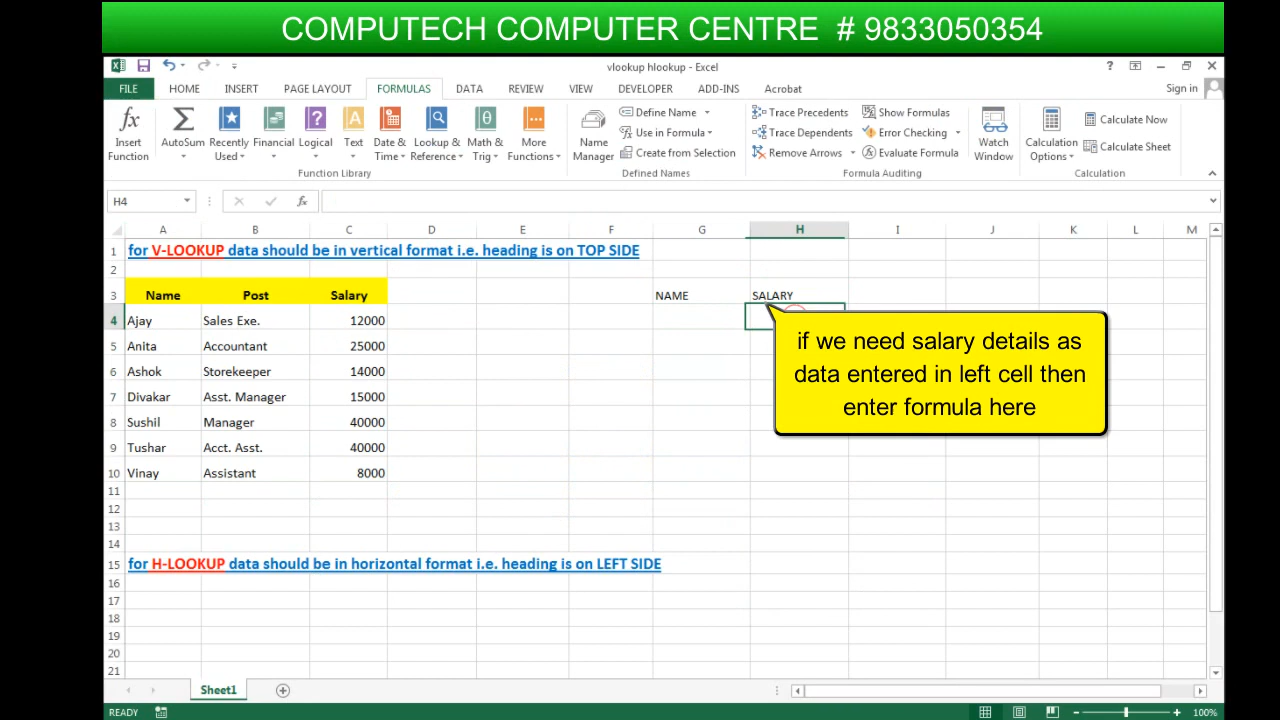 COMPUTECH COMPUTER CENTRE # 9833050354
vlookup hlookup - Excel
?
FILE HOME INSERT PAGE LAYOUT FORMULAS DATA REVIEW VIEW DEVELOPER ADD-INS Acrobat Sign in
Insert Function
AutoSum
Recently Used
Financial
Logical
Text
Date & Time
Lookup & Reference
Math & Trig
More Functions
Function Library
Name Manager
Define Name
Use in Formula
Create from Selection
Defined Names
Trace Precedents
Trace Dependents
Remove Arrows
Show Formulas
Error Checking
Evaluate Formula
Formula Auditing
Watch Window
Calculation Options
Calculate Now
Calculate Sheet
Calculation
H4 fx
A B C D E F G H I J K L M
1 for V-LOOKUP data should be in vertical format i.e. heading is on TOP SIDE
2
3 Name Post Salary NAME SALARY
4 Ajay Sales Exe. 12000
5 Anita Accountant 25000
6 Ashok Storekeeper 14000
7 Divakar Asst. Manager 15000
8 Sushil Manager 40000
9 Tushar Acct. Asst. 40000
10 Vinay Assistant 8000
if we need salary details as
data entered in left cell then
enter formula here
11
12
13
14
15 for H-LOOKUP data should be in horizontal format i.e. heading is on LEFT SIDE
16
17
18
19
20
21
Sheet1
READY 100%